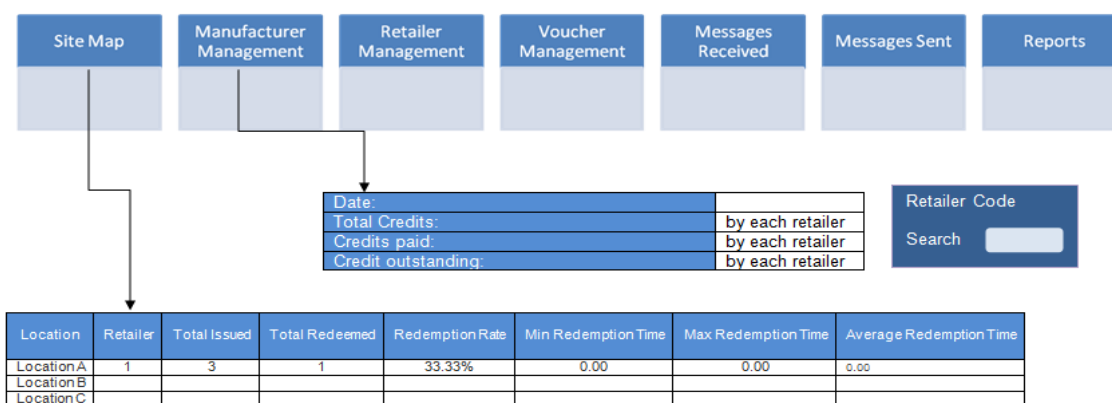 Site Map
Manufacturer
Management
Retailer
Management
Voucher
Management
Messages
Received
Messages Sent
Reports
Date:
Total Credits: by each retailer
Credits paid: by each retailer
Credit outstanding: by each retailer
Retailer Code
Search
Location Retailer Total Issued Total Redeemed Redemption Rate Min Redemption Time Max Redemption Time Average Redemption Time
Location A 1 3 1 33.33% 0.00 0.00 0.00
Location B
Location C